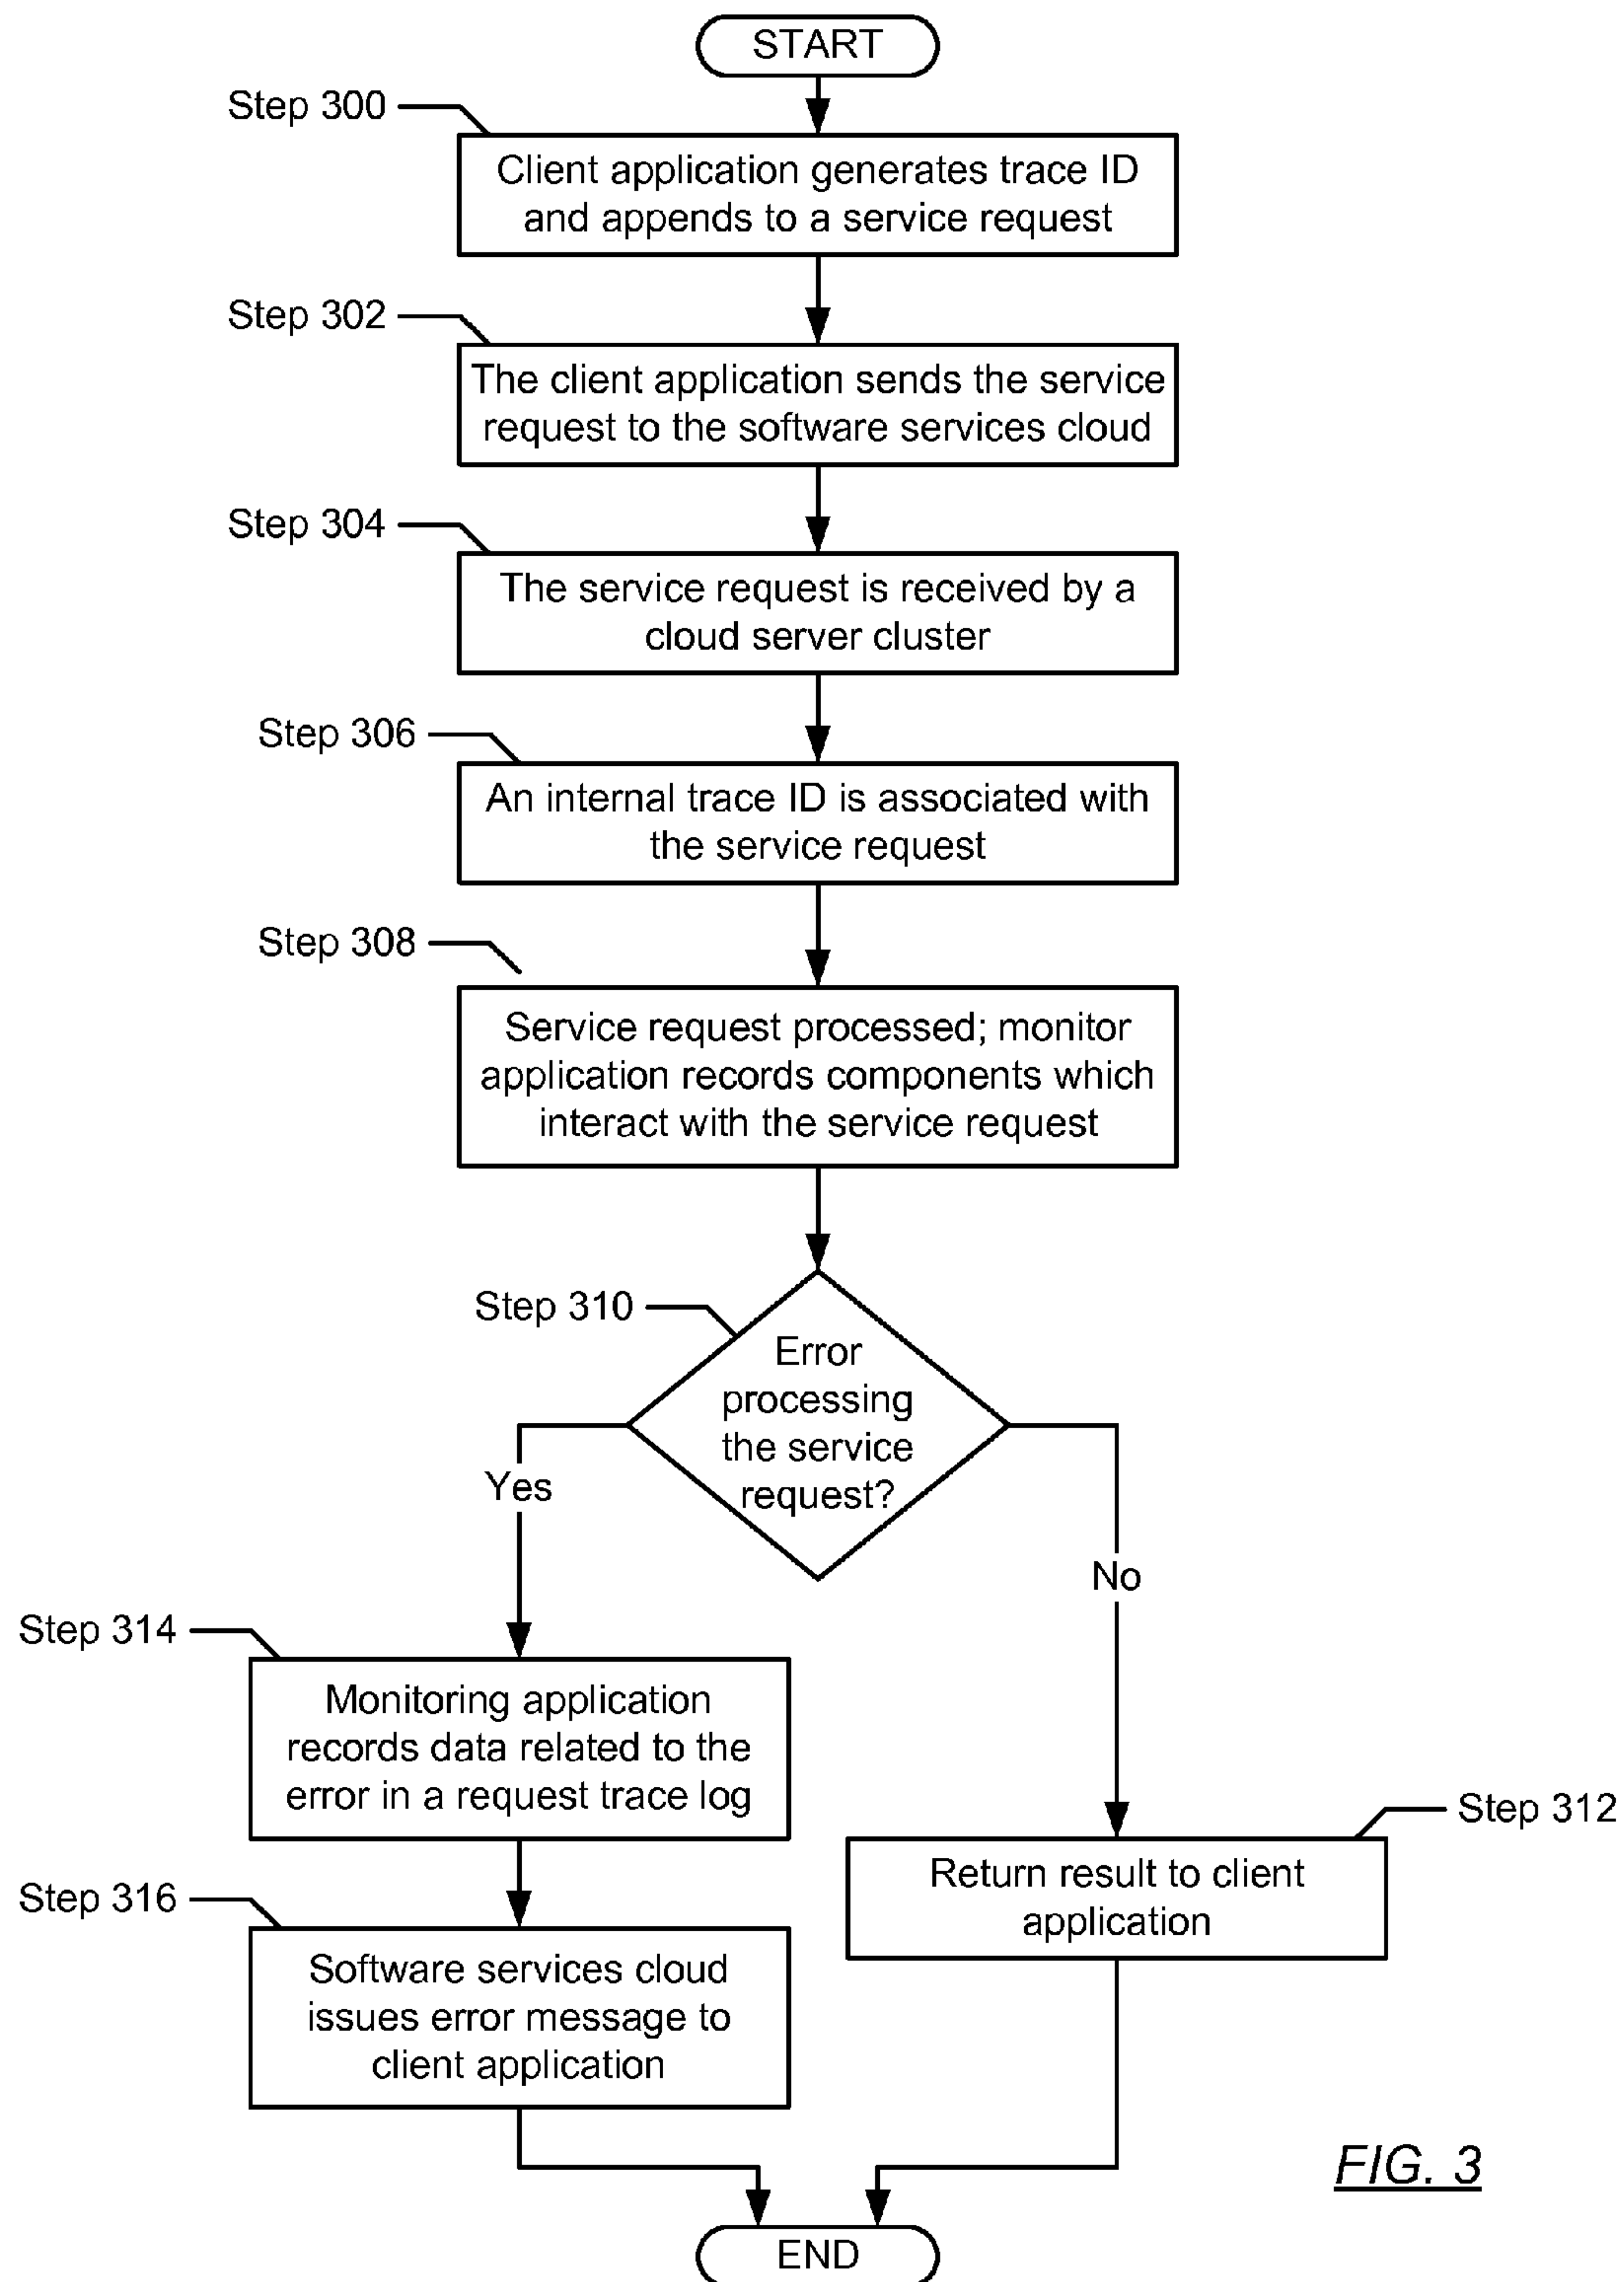 START
Step 300
Client application generates trace ID
and appends to a service request
Step 302
The client application sends the service
request to the software services cloud
Step 304
The service request is received by a
cloud server cluster
Step 306
An internal trace ID is associated with
the service request
Step 308
Service request processed; monitor
application records components which
interact with the service request
Step 310
Error
processing
the service
request?
Yes
No
Step 314
Monitoring application
records data related to the
error in a request trace log
Step 312
Return result to client
application
Step 316
Software services cloud
issues error message to
client application
FIG. 3
END